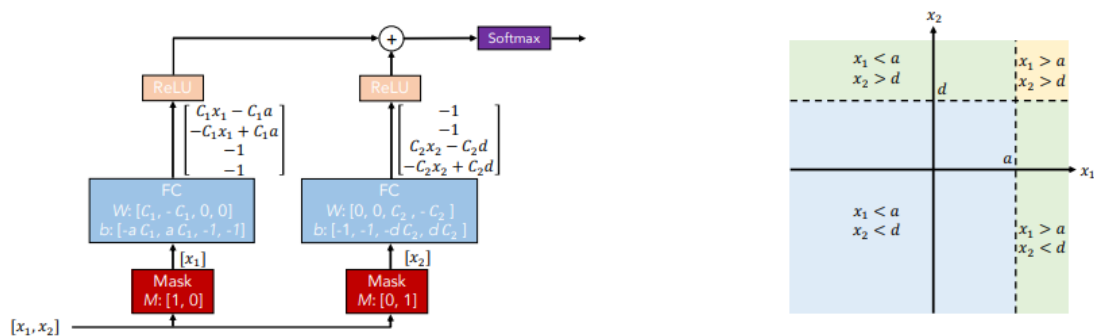 Softmax
+
ReLU
ReLU
[C₁x₁ − C₁a
−C₁x₁ + C₁a
−1
−1]
[−1
−1
C₂x₂ − C₂d
−C₂x₂ + C₂d]
FC
W: [C₁, - C₁, 0, 0]
b: [-a C₁, a C₁, -1, -1]
FC
W: [0, 0, C₂ , - C₂ ]
b: [-1, -1, -d C₂, d C₂ ]
[x₁]
[x₂]
Mask
M: [1, 0]
Mask
M: [0, 1]
[x₁, x₂]
x₂
x₁ < a
x₂ > d
x₁ > a
x₂ > d
d
a
x₁
x₁ < a
x₂ < d
x₁ > a
x₂ < d